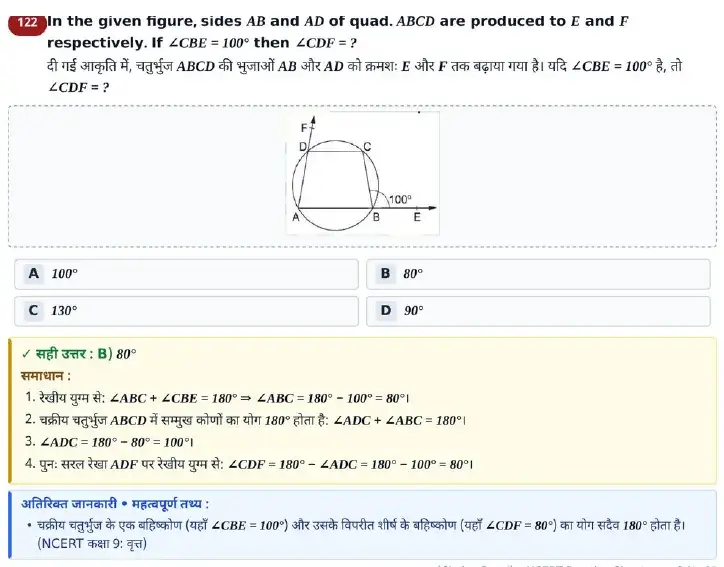 122 In the given figure, sides AB and AD of quad. ABCD are produced to E and F
respectively. If ∠CBE = 100° then ∠CDF = ?
दी गई आकृति में, चतुर्भुज ABCD की भुजाओं AB और AD को क्रमशः E और F तक बढ़ाया गया है। यदि ∠CBE = 100° है, तो
∠CDF = ?
F
D C
100°
A B E
A 100°
B 80°
C 130°
D 90°
✓ सही उत्तर : B) 80°
समाधान :
1. रेखीय युग्म से: ∠ABC + ∠CBE = 180° ⇒ ∠ABC = 180° − 100° = 80°।
2. चक्रीय चतुर्भुज ABCD में सम्मुख कोणों का योग 180° होता है: ∠ADC + ∠ABC = 180°।
3. ∠ADC = 180° − 80° = 100°।
4. पुनः सरल रेखा ADF पर रेखीय युग्म से: ∠CDF = 180° − ∠ADC = 180° − 100° = 80°।
अतिरिक्त जानकारी • महत्वपूर्ण तथ्य :
• चक्रीय चतुर्भुज के एक बहिष्कोण (यहाँ ∠CBE = 100°) और उसके विपरीत शीर्ष के बहिष्कोण (यहाँ ∠CDF = 80°) का योग सदैव 180° होता है।
(NCERT कक्षा 9: वृत्त)